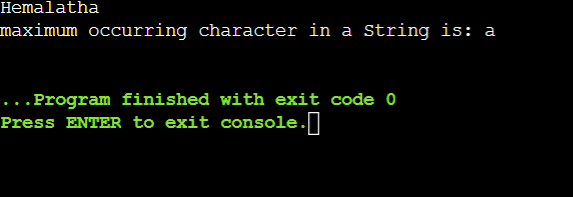 Hemalatha
maximum occurring character in a String is: a
...Program finished with exit code 0
Press ENTER to exit console.